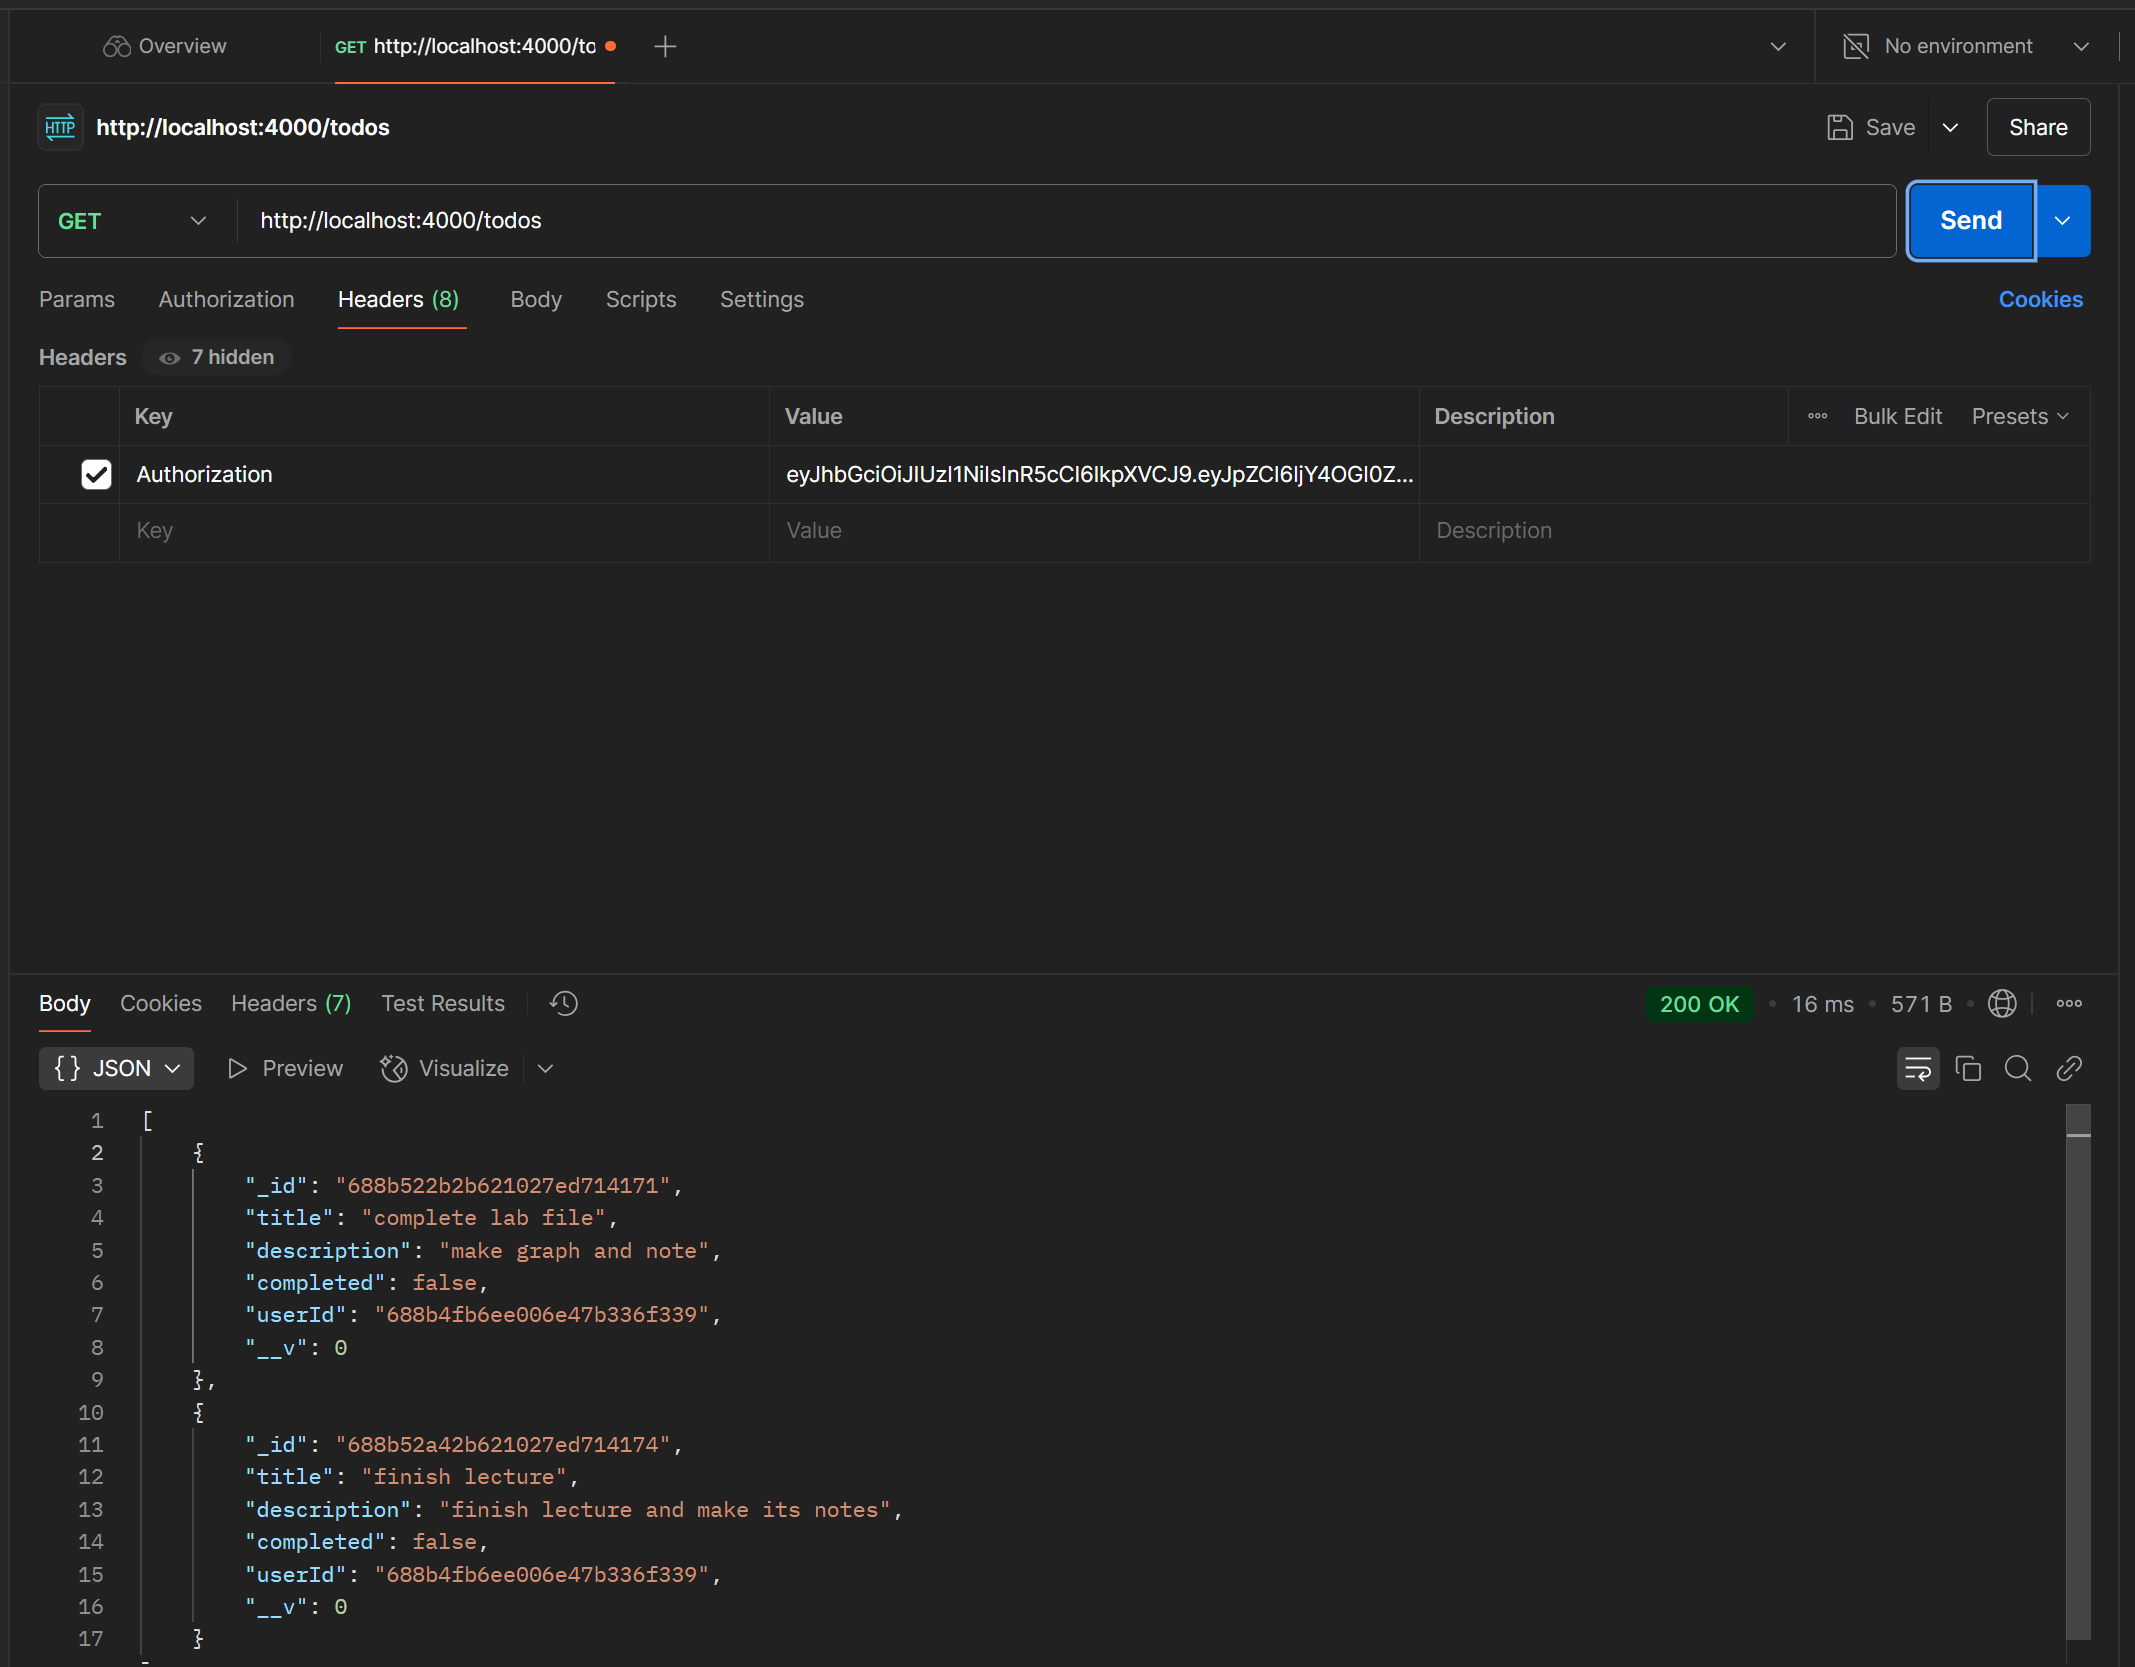 Overview
GET http://localhost:4000/to
No environment
HTTP http://localhost:4000/todos
Save
Share
GET http://localhost:4000/todos
Send
Params Authorization Headers (8) Body Scripts Settings
Cookies
Headers 7 hidden
Key Value Description Bulk Edit Presets
Authorization eyJhbGciOiJIUzI1NiIsInR5cCI6IkpXVCJ9.eyJpZCI6IjY4OGI0Z...
Key Value Description
Body Cookies Headers (7) Test Results
200 OK • 16 ms • 571 B
{} JSON Preview Visualize
1 [
2 {
3 "_id": "688b522b2b621027ed714171",
4 "title": "complete lab file",
5 "description": "make graph and note",
6 "completed": false,
7 "userId": "688b4fb6ee006e47b336f339",
8 "__v": 0
9 },
10 {
11 "_id": "688b52a42b621027ed714174",
12 "title": "finish lecture",
13 "description": "finish lecture and make its notes",
14 "completed": false,
15 "userId": "688b4fb6ee006e47b336f339",
16 "__v": 0
17 }